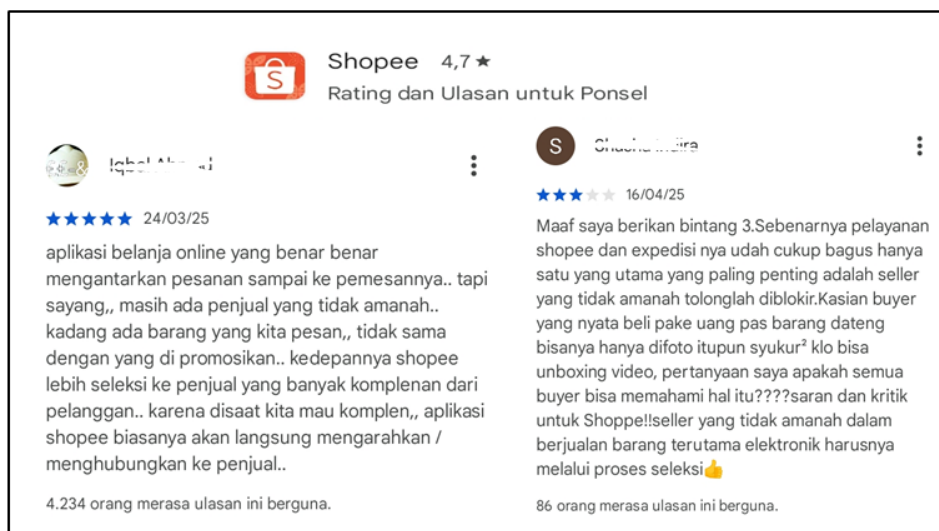 Shopee 4,7 ★
Rating dan Ulasan untuk Ponsel
★★★★★ 24/03/25
aplikasi belanja online yang benar benar
mengantarkan pesanan sampai ke pemesannya.. tapi
sayang,, masih ada penjual yang tidak amanah..
kadang ada barang yang kita pesan,, tidak sama
dengan yang di promosikan.. kedepannya shopee
lebih seleksi ke penjual yang banyak komplenan dari
pelanggan.. karena disaat kita mau komplen,, aplikasi
shopee biasanya akan langsung mengarahkan /
menghubungkan ke penjual..
4.234 orang merasa ulasan ini berguna.
S
★★★★★ 16/04/25
Maaf saya berikan bintang 3.Sebenarnya pelayanan
shopee dan expedisi nya udah cukup bagus hanya
satu yang utama yang paling penting adalah seller
yang tidak amanah tolonglah diblokir.Kasian buyer
yang nyata beli pake uang pas barang dateng
bisanya hanya difoto itupun syukur² klo bisa
unboxing video, pertanyaan saya apakah semua
buyer bisa memahami hal itu????saran dan kritik
untuk Shoppe!!seller yang tidak amanah dalam
berjualan barang terutama elektronik harusnya
melalui proses seleksi👍
86 orang merasa ulasan ini berguna.